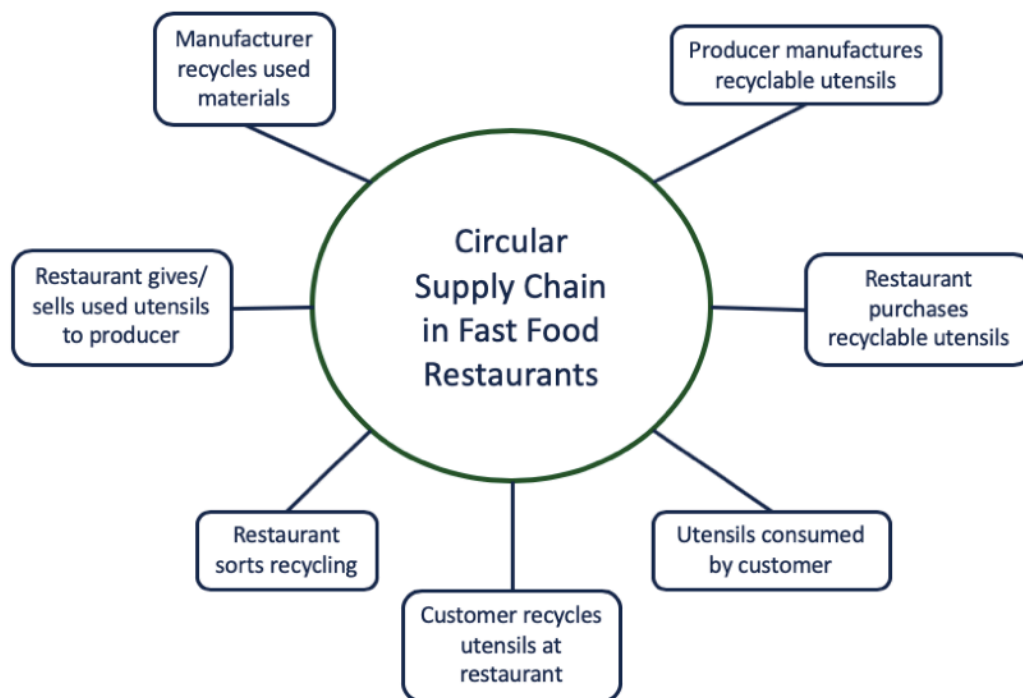 Manufacturer
recycles used
materials
Producer manufactures
recyclable utensils
Circular
Supply Chain
in Fast Food
Restaurants
Restaurant gives/
sells used utensils
to producer
Restaurant
purchases
recyclable utensils
Restaurant
sorts recycling
Utensils consumed
by customer
Customer recycles
utensils at
restaurant